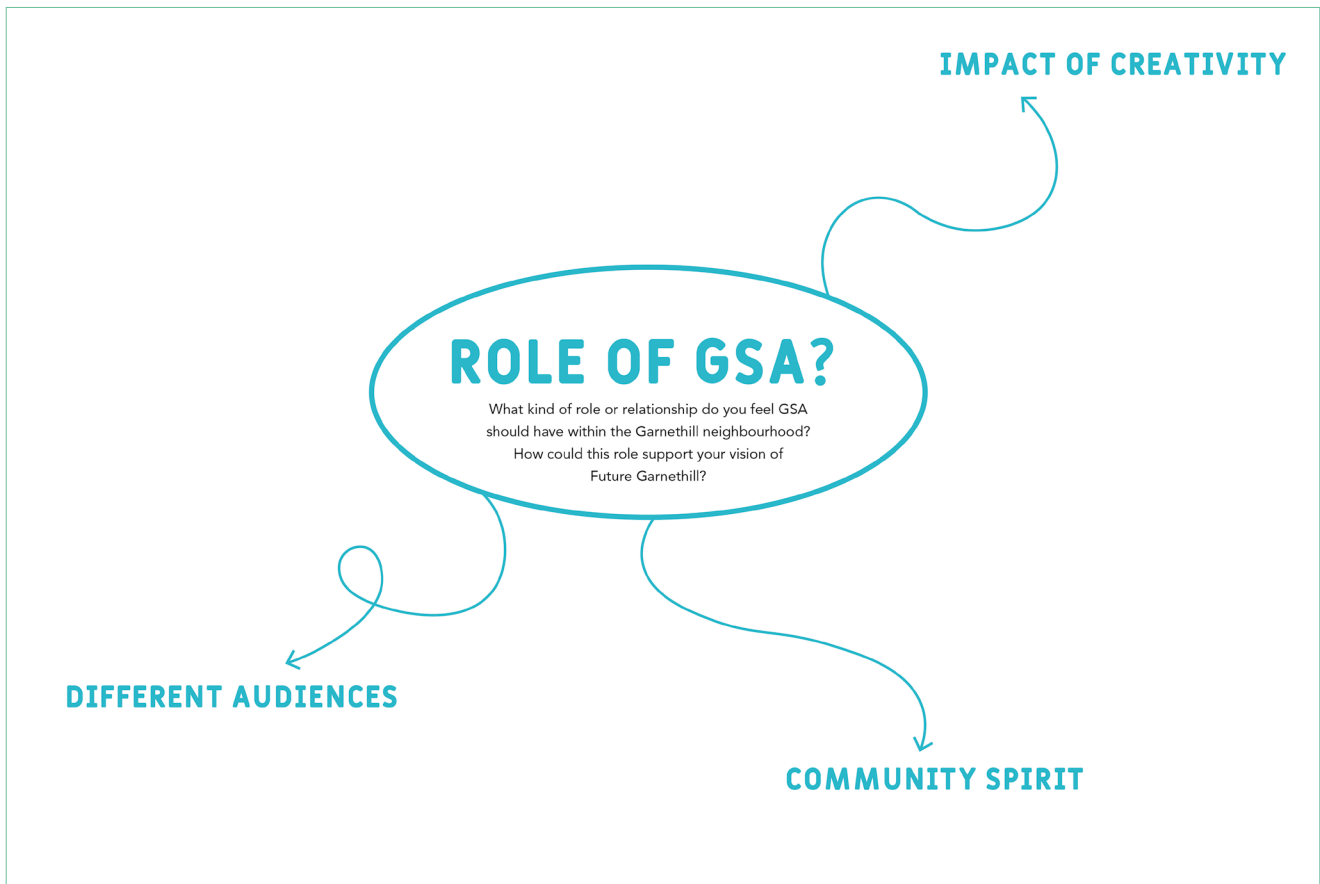 IMPACT OF CREATIVITY
ROLE OF GSA?
What kind of role or relationship do you feel GSA
should have within the Garnethill neighbourhood?
How could this role support your vision of
Future Garnethill?
DIFFERENT AUDIENCES
COMMUNITY SPIRIT